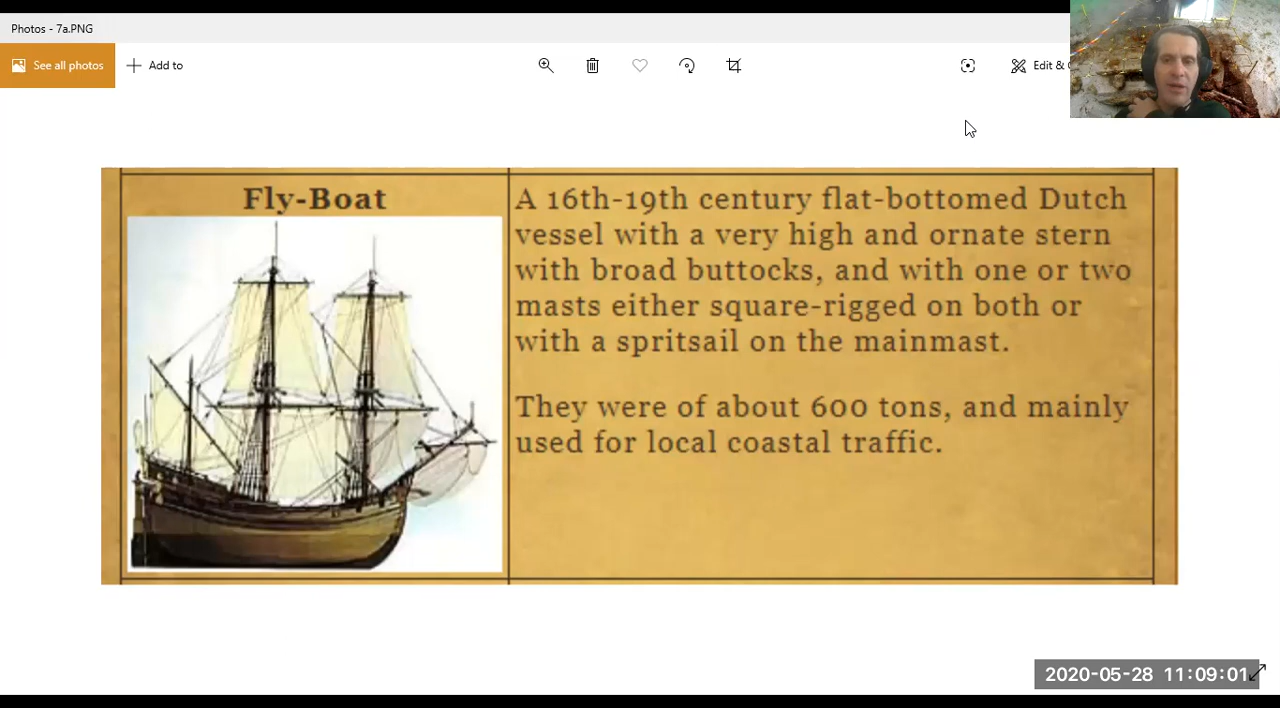 Photos - 7a.PNG
See all photos
Add to
Edit &
Fly-Boat
A 16th-19th century flat-bottomed Dutch
vessel with a very high and ornate stern
with broad buttocks, and with one or two
masts either square-rigged on both or
with a spritsail on the mainmast.
They were of about 600 tons, and mainly
used for local coastal traffic.
2020-05-28 11:09:01